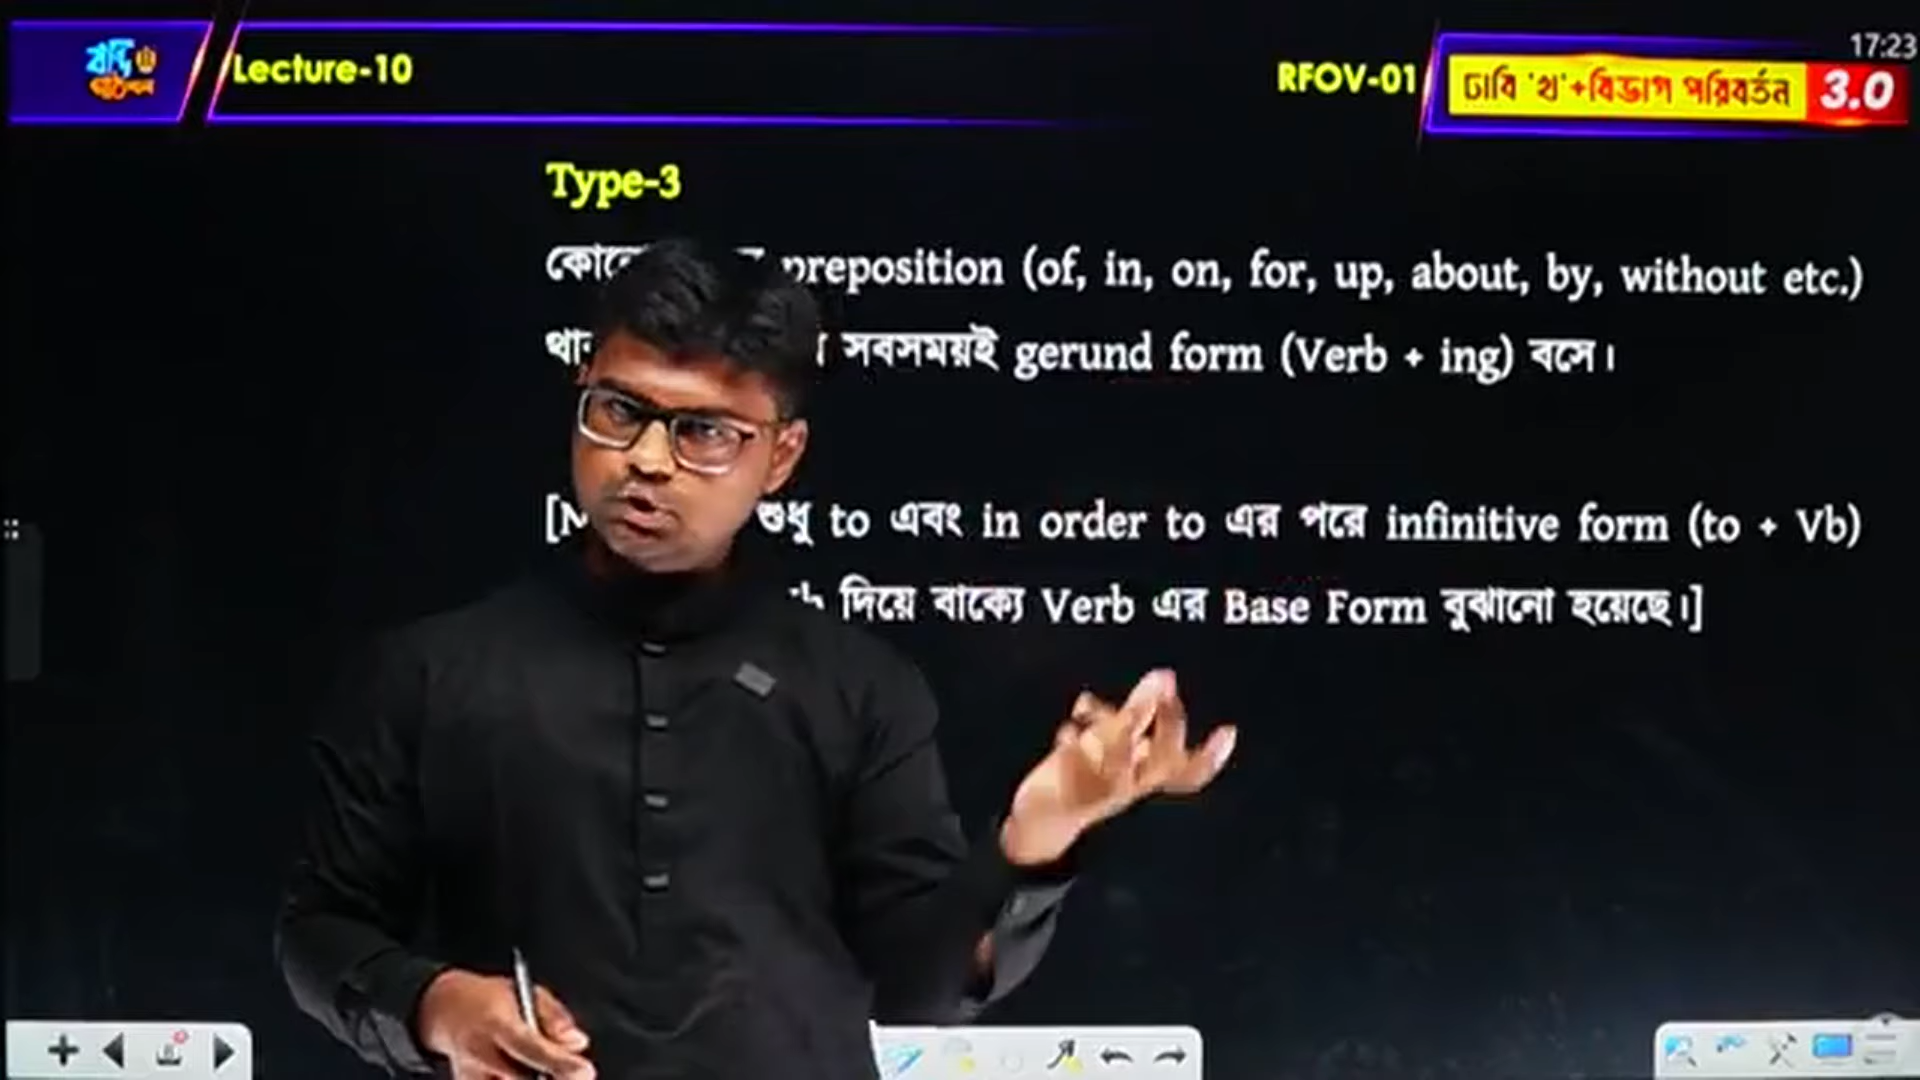 Lecture-10
RFOV-01
17:23
ঢাবি 'খ'+বিভাগ পরিবর্তন 3.0
Type-3
preposition (of, in, on, for, up, about, by, without etc.)
সবসময়ই gerund form (Verb + ing) বসে।
শুধু to এবং in order to এর পরে infinitive form (to + Vb)
দিয়ে বাক্যে Verb এর Base Form বুঝানো হয়েছে।]